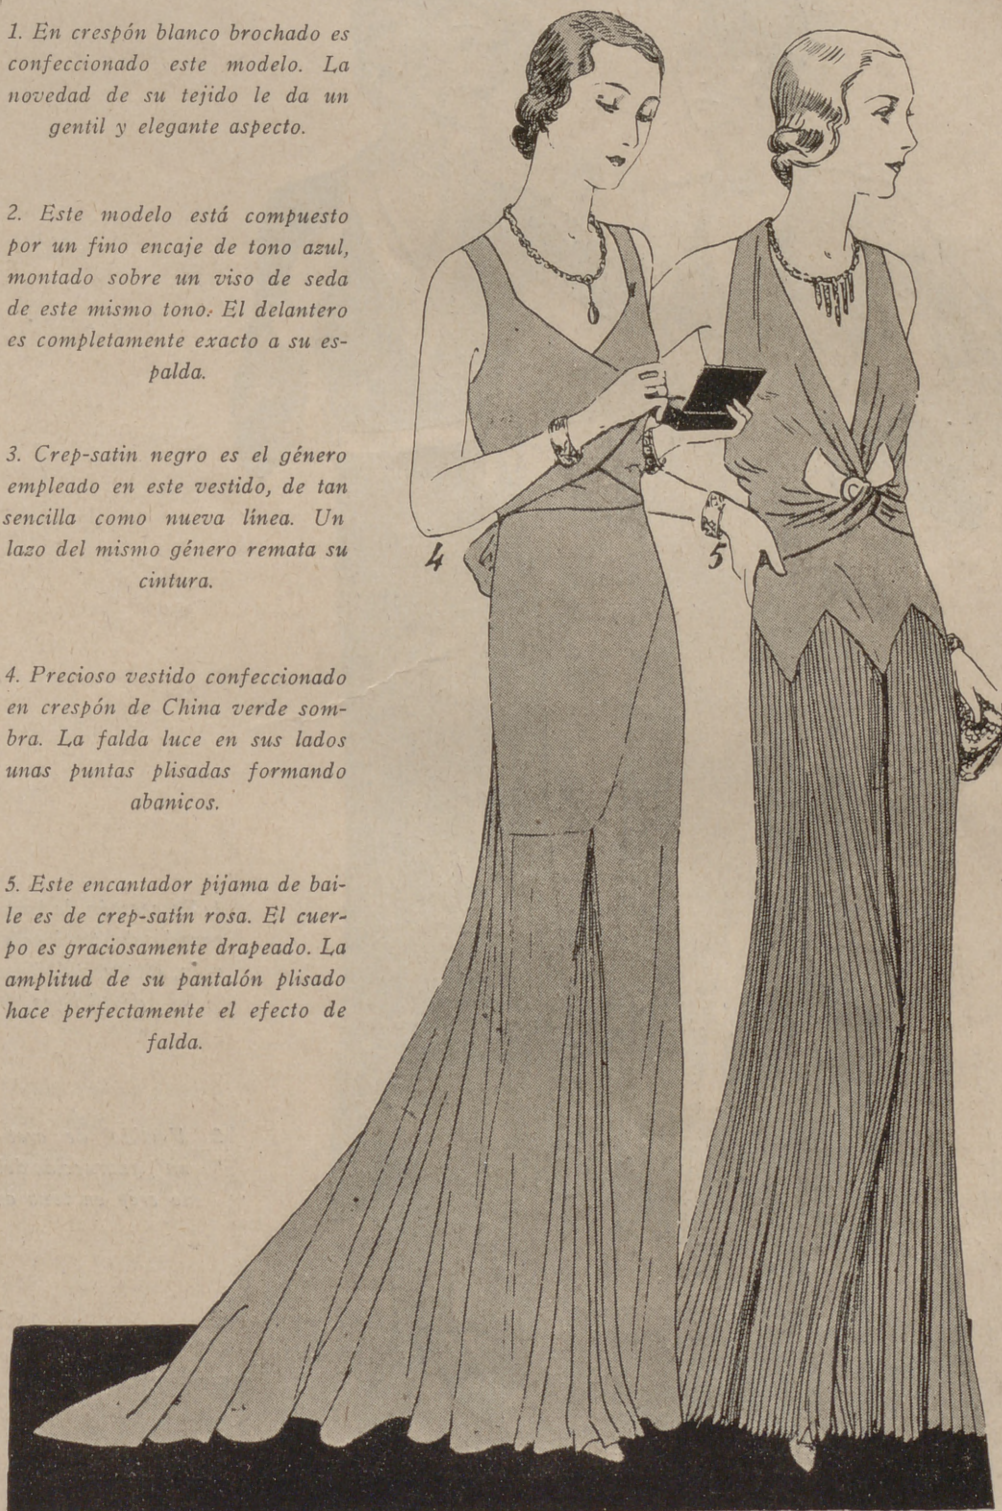 1. En crespón blanco brochado es
confeccionado este modelo. La
novedad de su tejido le da un
gentil y elegante aspecto.
2. Este modelo está compuesto
por un fino encaje de tono azul,
montado sobre un viso de seda
de este mismo tono. El delantero
es completamente exacto a su es-
palda.
3. Crep-satin negro es el género
empleado en este vestido, de tan
sencilla como nueva línea. Un
lazo del mismo género remata su
cintura.
4. Precioso vestido confeccionado
en crespón de China verde som-
bra. La falda luce en sus lados
unas puntas plisadas formando
abanicos.
5. Este encantador pijama de bai-
le es de crep-satín rosa. El cuer-
po es graciosamente drapeado. La
amplitud de su pantalón plisado
hace perfectamente el efecto de
falda.
4
5